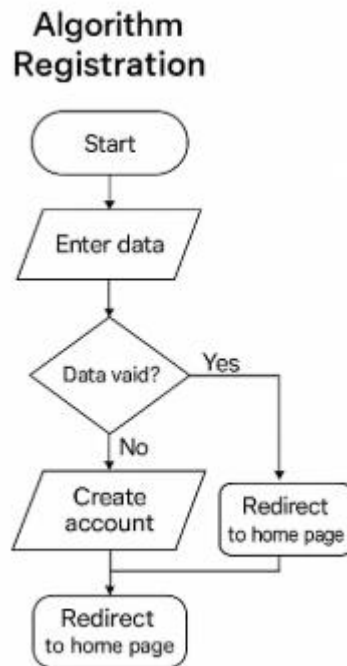 Algorithm
Registration
Start
Enter data
Data vaid?
Yes
No
Create
account
Redirect
to home page
Redirect
to home page